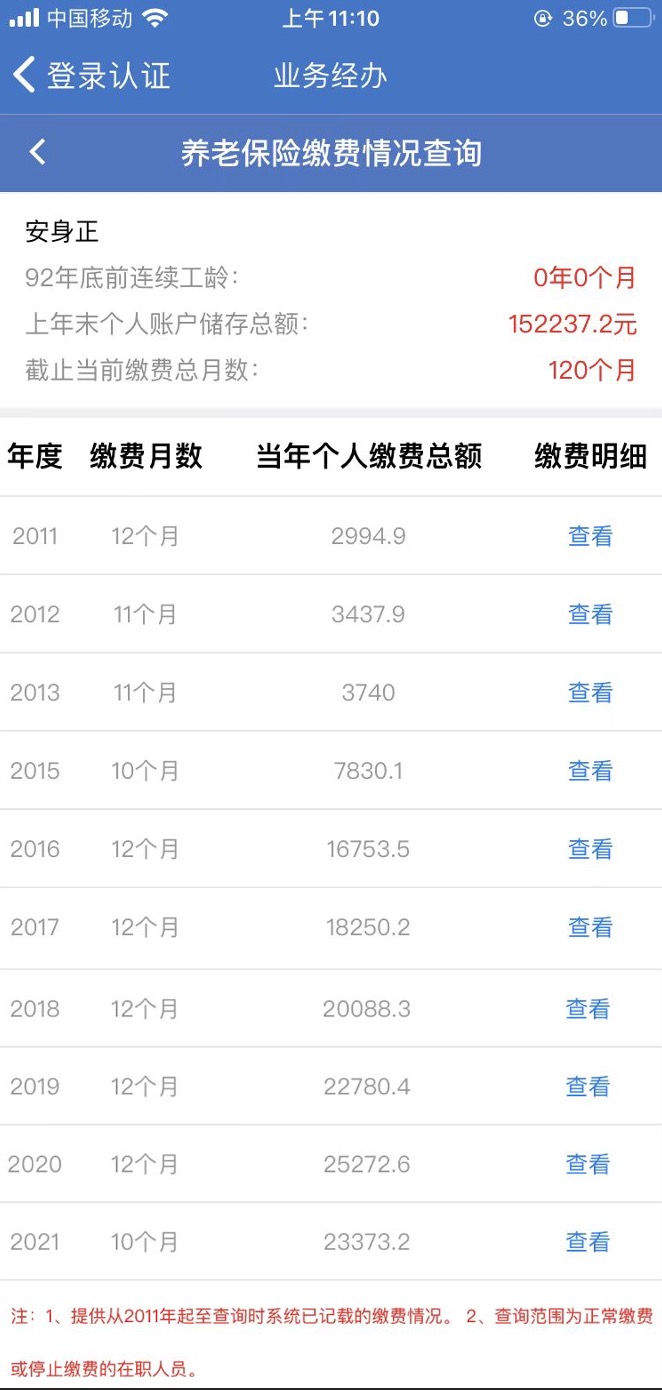 中国移动 上午11:10 36%
登录认证 业务经办
养老保险缴费情况查询
安身正
92年底前连续工龄： 0年0个月
上年末个人账户储存总额： 152237.2元
截止当前缴费总月数： 120个月
年度 缴费月数 当年个人缴费总额 缴费明细
2011 12个月 2994.9 查看
2012 11个月 3437.9 查看
2013 11个月 3740 查看
2015 10个月 7830.1 查看
2016 12个月 16753.5 查看
2017 12个月 18250.2 查看
2018 12个月 20088.3 查看
2019 12个月 22780.4 查看
2020 12个月 25272.6 查看
2021 10个月 23373.2 查看
注：1、提供从2011年起至查询时系统已记载的缴费情况。 2、查询范围为正常缴费
或停止缴费的在职人员。